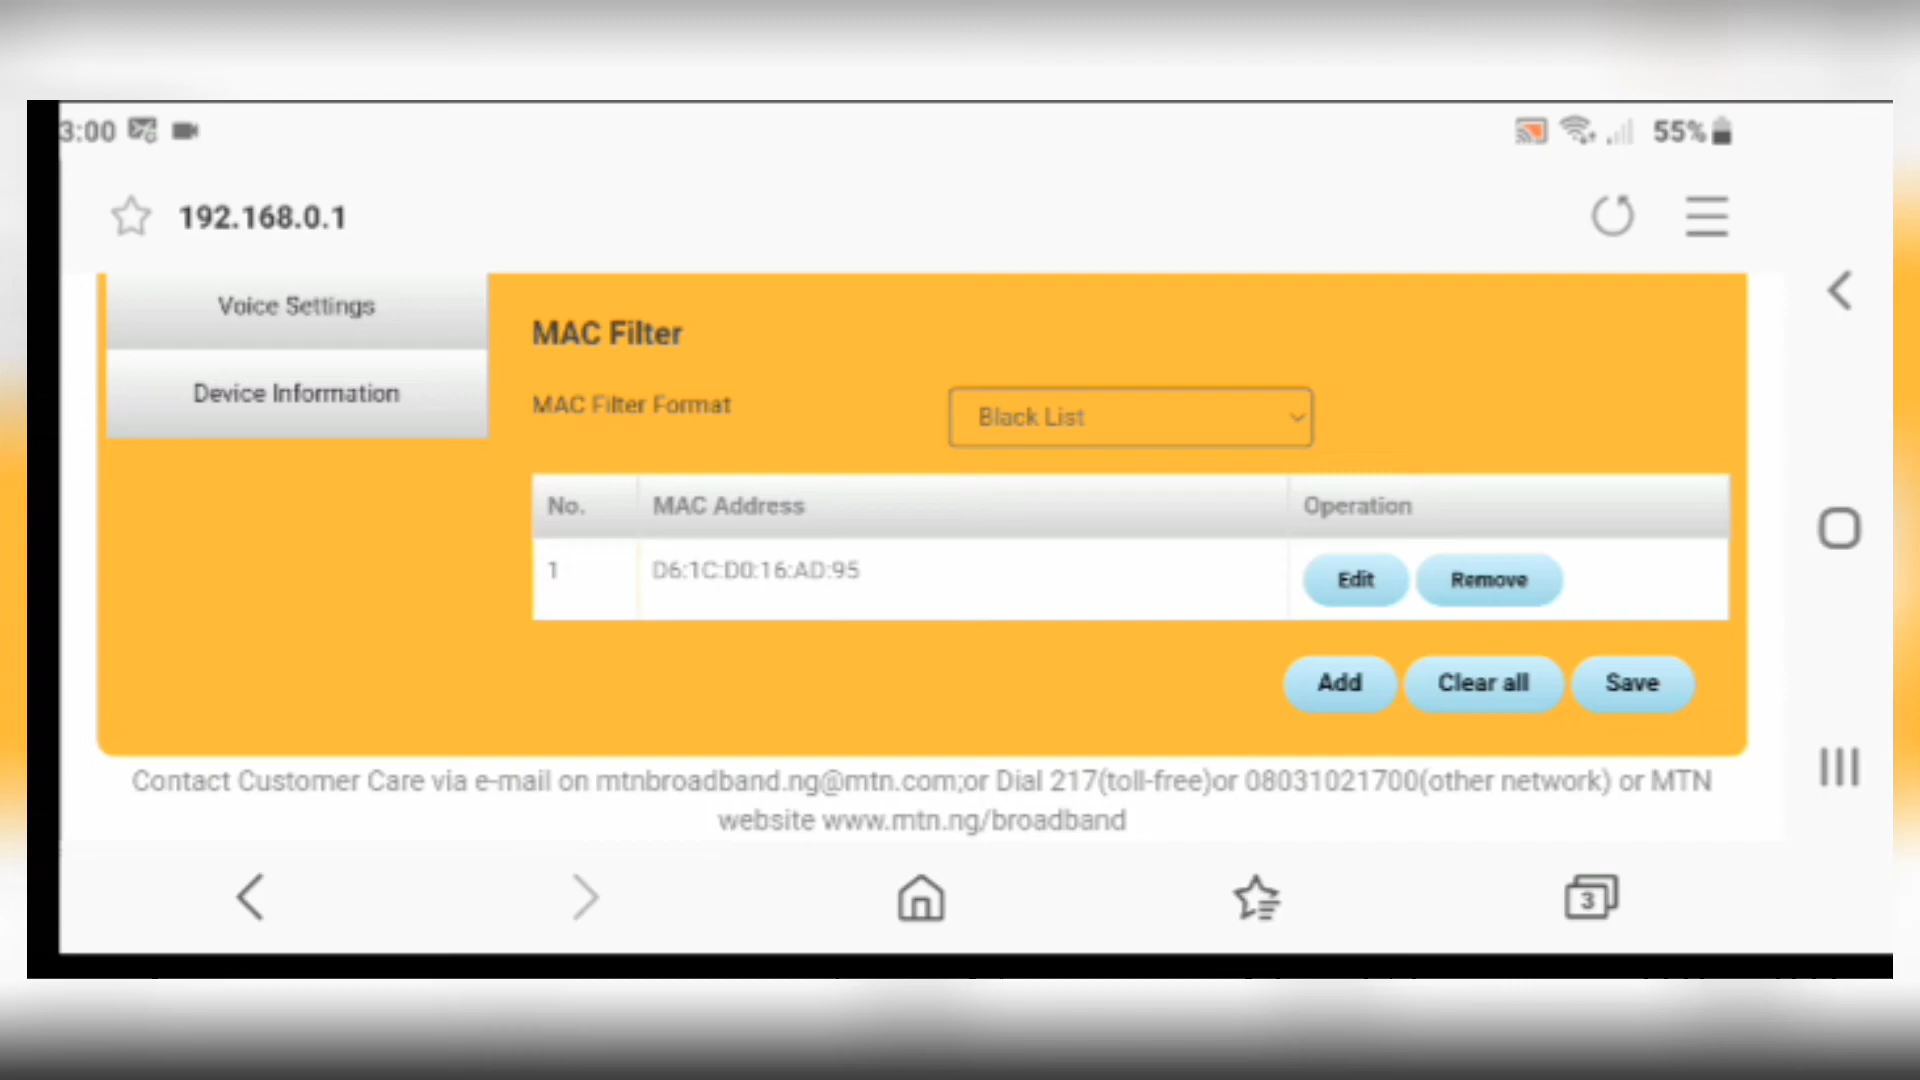 3:00
55%
192.168.0.1
Voice Settings
Device Information
MAC Filter
MAC Filter Format
Black List
No. MAC Address Operation
1 D6:1C:D0:16:AD:95 Edit Remove
Add Clear all Save
Contact Customer Care via e-mail on mtnbroadband.ng@mtn.com;or Dial 217(toll-free)or 08031021700(other network) or MTN
website www.mtn.ng/broadband
3